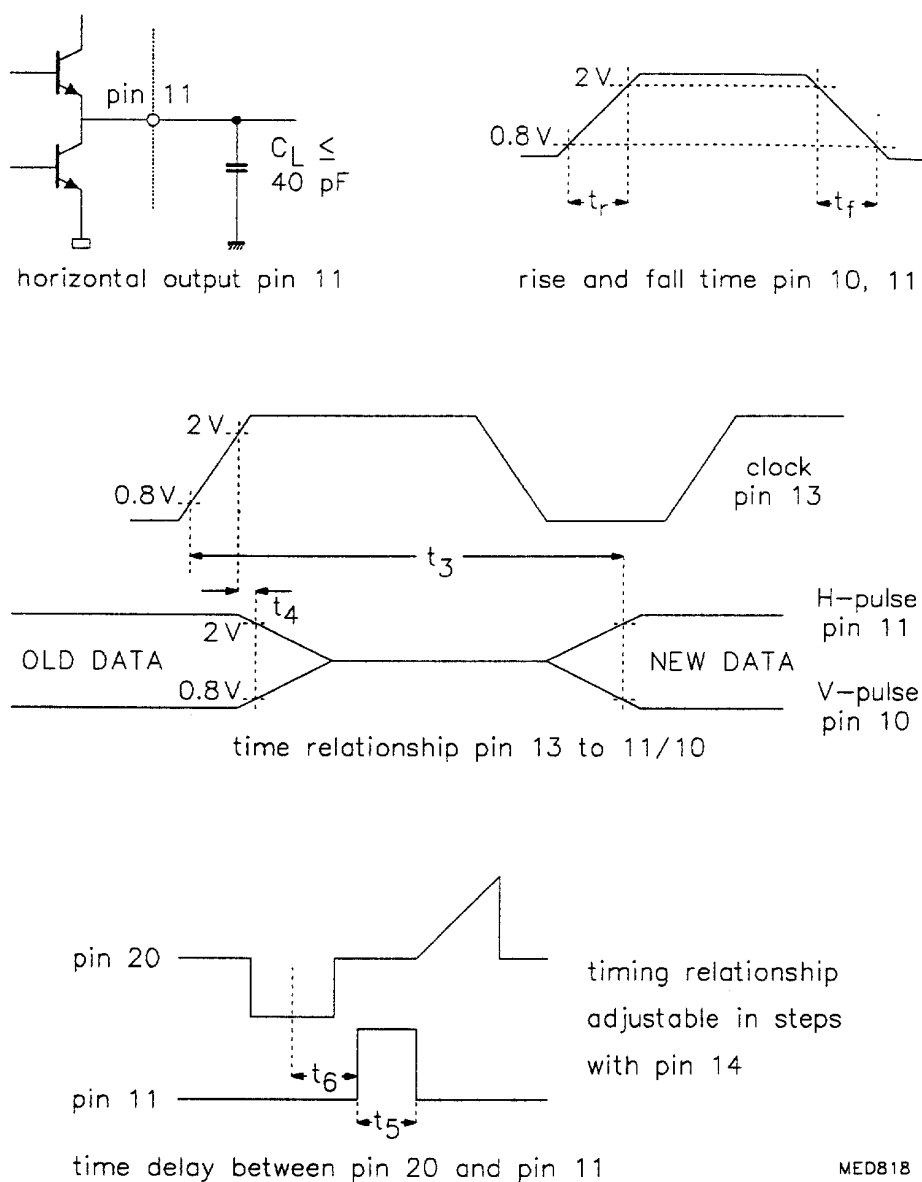 pin 11
C_L ≤
40 pF
horizontal output pin 11
2 V
0.8 V
t_r
t_f
rise and fall time pin 10, 11
2 V
0.8 V
clock
pin 13
t_3
t_4
H-pulse
pin 11
2 V
OLD DATA
NEW DATA
0.8 V
V-pulse
pin 10
time relationship pin 13 to 11/10
pin 20
timing relationship
adjustable in steps
with pin 14
t_6
pin 11
t_5
time delay between pin 20 and pin 11
MED818